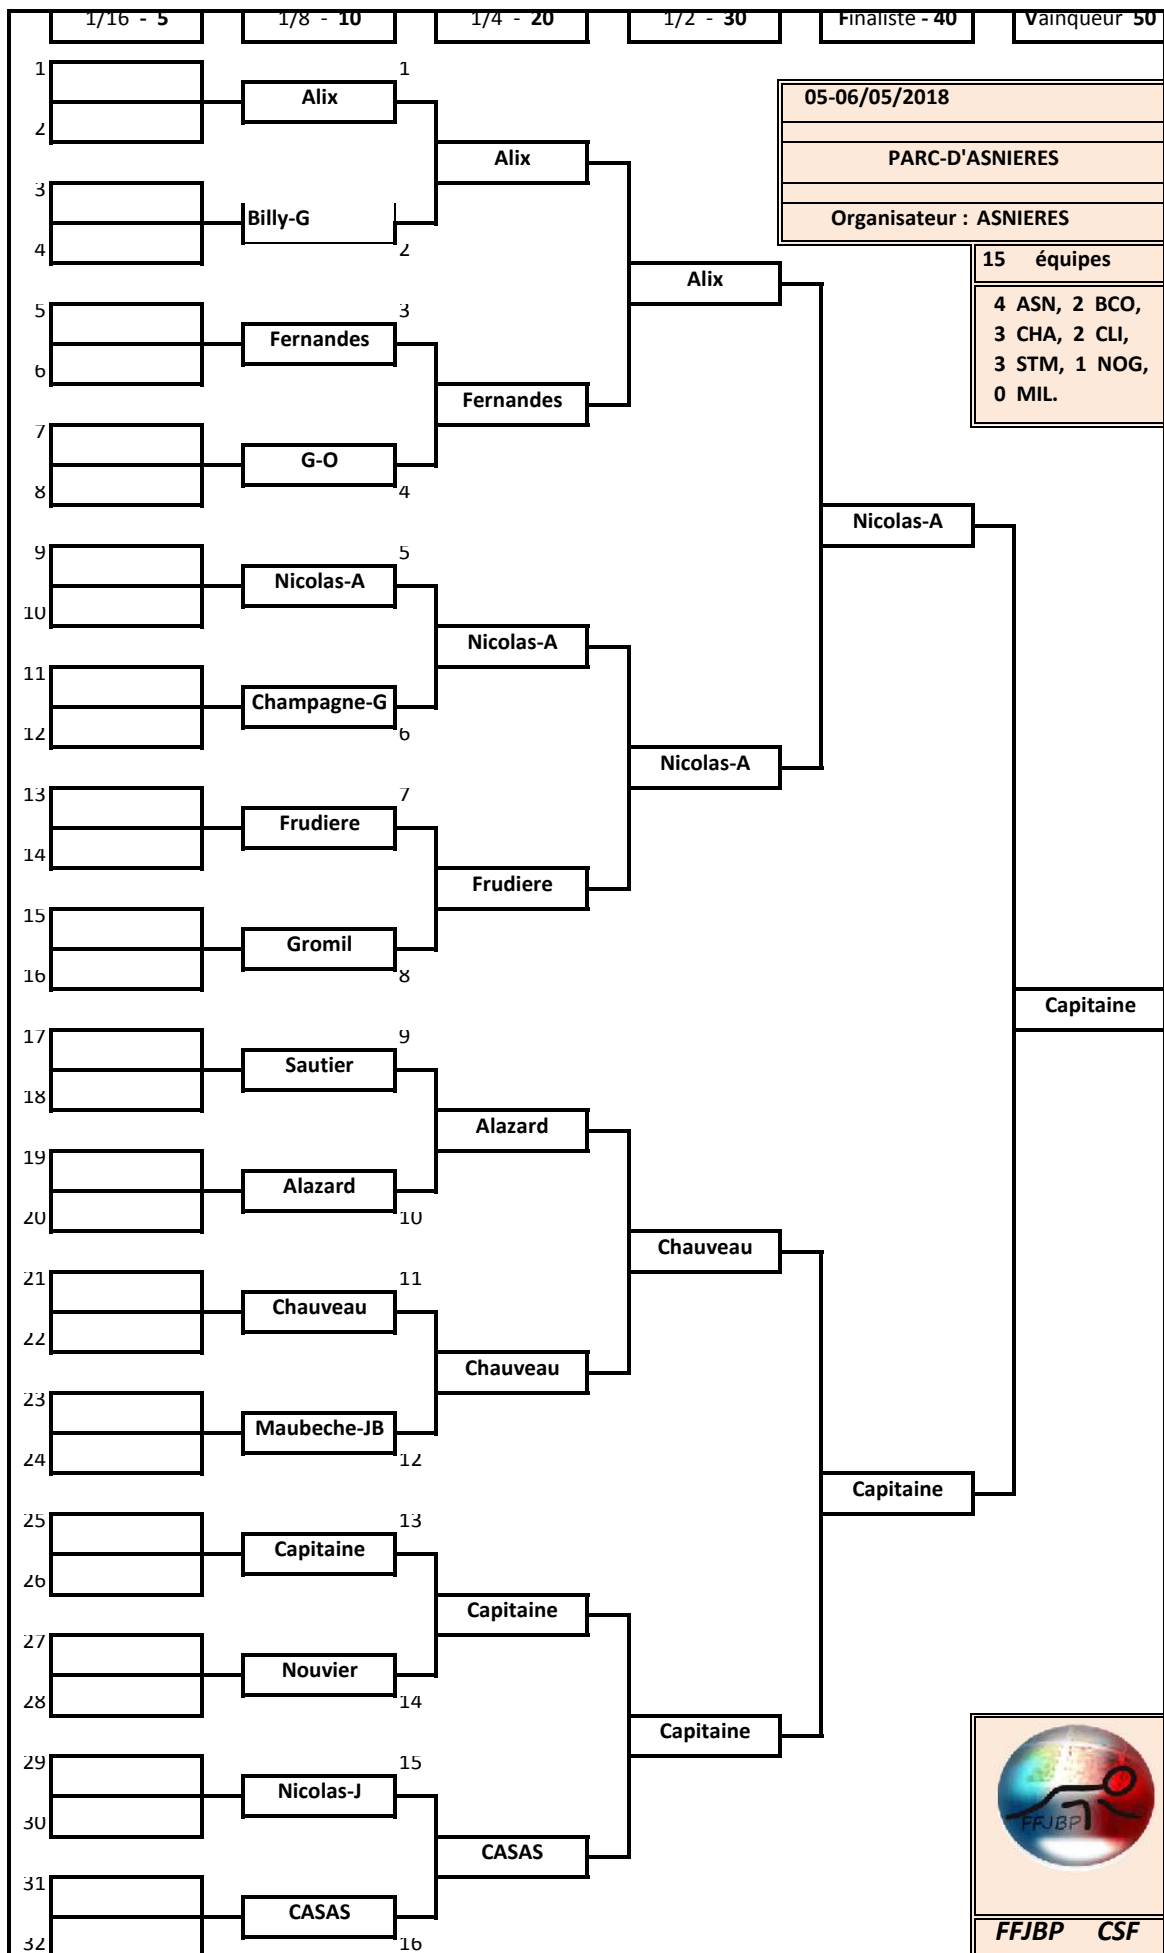 1/16 - 5 1/8 - 10 1/4 - 20 1/2 - 30 Finaliste - 40 Vainqueur 50
1 1
Alix
05-06/05/2018
2
Alix PARC-D'ASNIERES
3
Billy-G Organisateur : ASNIERES
4 2
15 équipes
Alix
5 3 4 ASN, 2 BCO,
Fernandes 3 CHA, 2 CLI,
6 3 STM, 1 NOG,
Fernandes 0 MIL.
7
G-O
8 4
Nicolas-A
9 5
Nicolas-A
10
Nicolas-A
11
Champagne-G
12 6
Nicolas-A
13 7
Frudiere
14
Frudiere
15
Gromil
16 8
Capitaine
17 9
Sautier
18
Alazard
19
Alazard
20 10
Chauveau
21 11
Chauveau
22
Chauveau
23
Maubeche-JB
24 12
Capitaine
25 13
Capitaine
26
Capitaine
27
Nouvier
28 14
Capitaine
29 15
Nicolas-J
30
FFJBP
CASAS
31
CASAS
32 16
FFJBP CSF